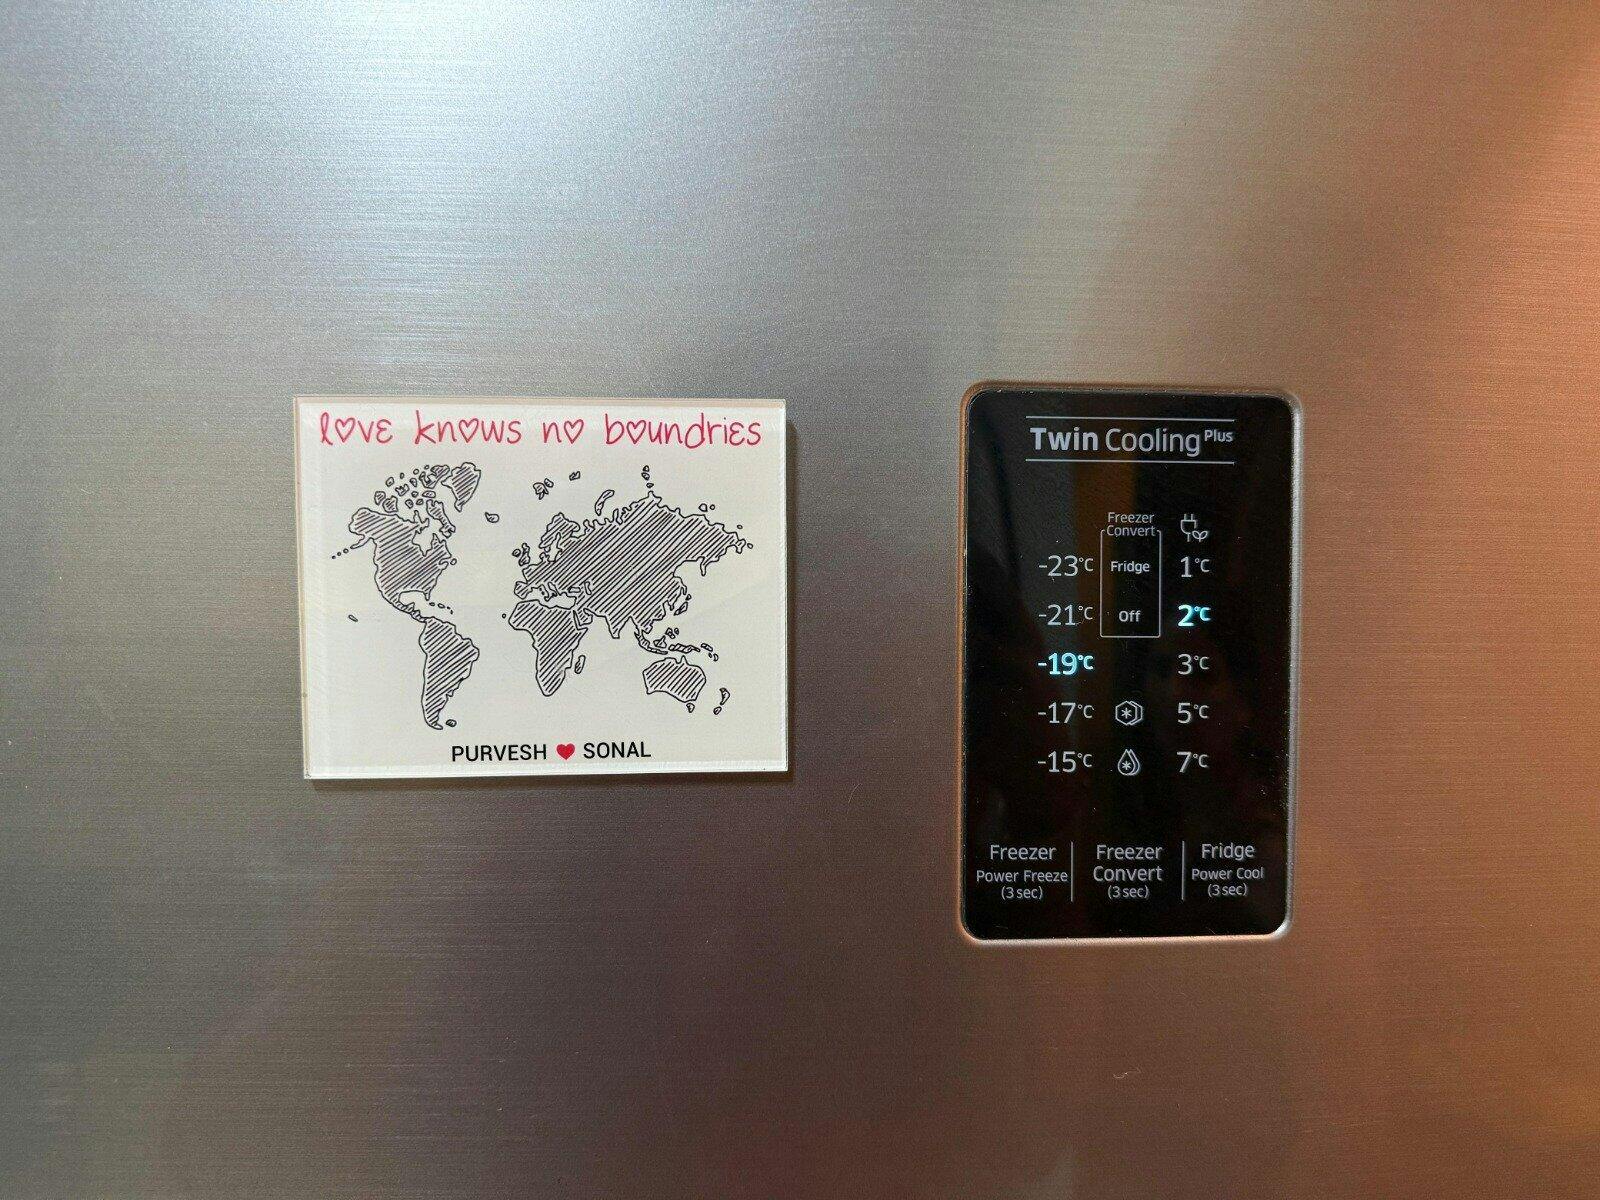 love knows no boundries
PURVESH ❤ SONAL
Twin Cooling Plus
Freezer
Convert
-23°C Fridge 1°C
-21°C Off 2°C
-19°C 3°C
-17°C 5°C
-15°C 7°C
Freezer
Power Freeze
(3 sec)
Freezer
Convert
(3 sec)
Fridge
Power Cool
(3 sec)